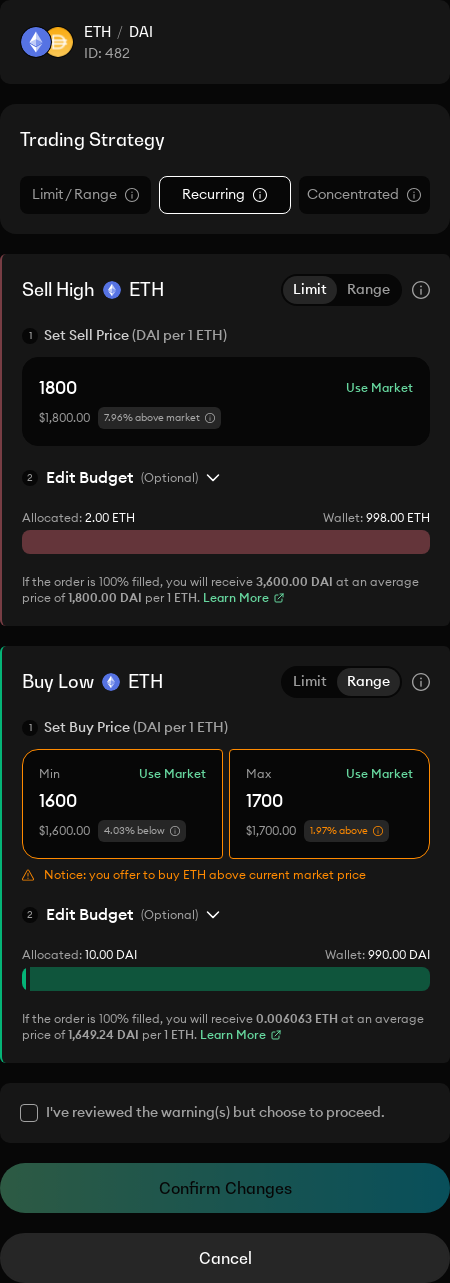 ETH / DAI
ID: 482
Trading Strategy
Limit / Range
Recurring
Concentrated
Sell High ETH
Limit
Range
1 Set Sell Price (DAI per 1 ETH)
1800
Use Market
$1,800.00
7.96% above market
2 Edit Budget (Optional)
Allocated: 2.00 ETH
Wallet: 998.00 ETH
If the order is 100% filled, you will receive 3,600.00 DAI at an average
price of 1,800.00 DAI per 1 ETH. Learn More
Buy Low ETH
Limit
Range
1 Set Buy Price (DAI per 1 ETH)
Min
Use Market
1600
$1,600.00
4.03% below
Max
Use Market
1700
$1,700.00
1.97% above
Notice: you offer to buy ETH above current market price
2 Edit Budget (Optional)
Allocated: 10.00 DAI
Wallet: 990.00 DAI
If the order is 100% filled, you will receive 0.006063 ETH at an average
price of 1,649.24 DAI per 1 ETH. Learn More
I've reviewed the warning(s) but choose to proceed.
Confirm Changes
Cancel